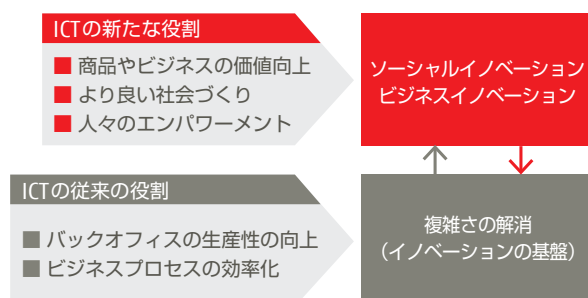 ICTの新たな役割
■ 商品やビジネスの価値向上
■ より良い社会づくり
■ 人々のエンパワーメント
ソーシャルイノベーション
ビジネスイノベーション
ICTの従来の役割
■ バックオフィスの生産性の向上
■ ビジネスプロセスの効率化
複雑さの解消
（イノベーションの基盤）